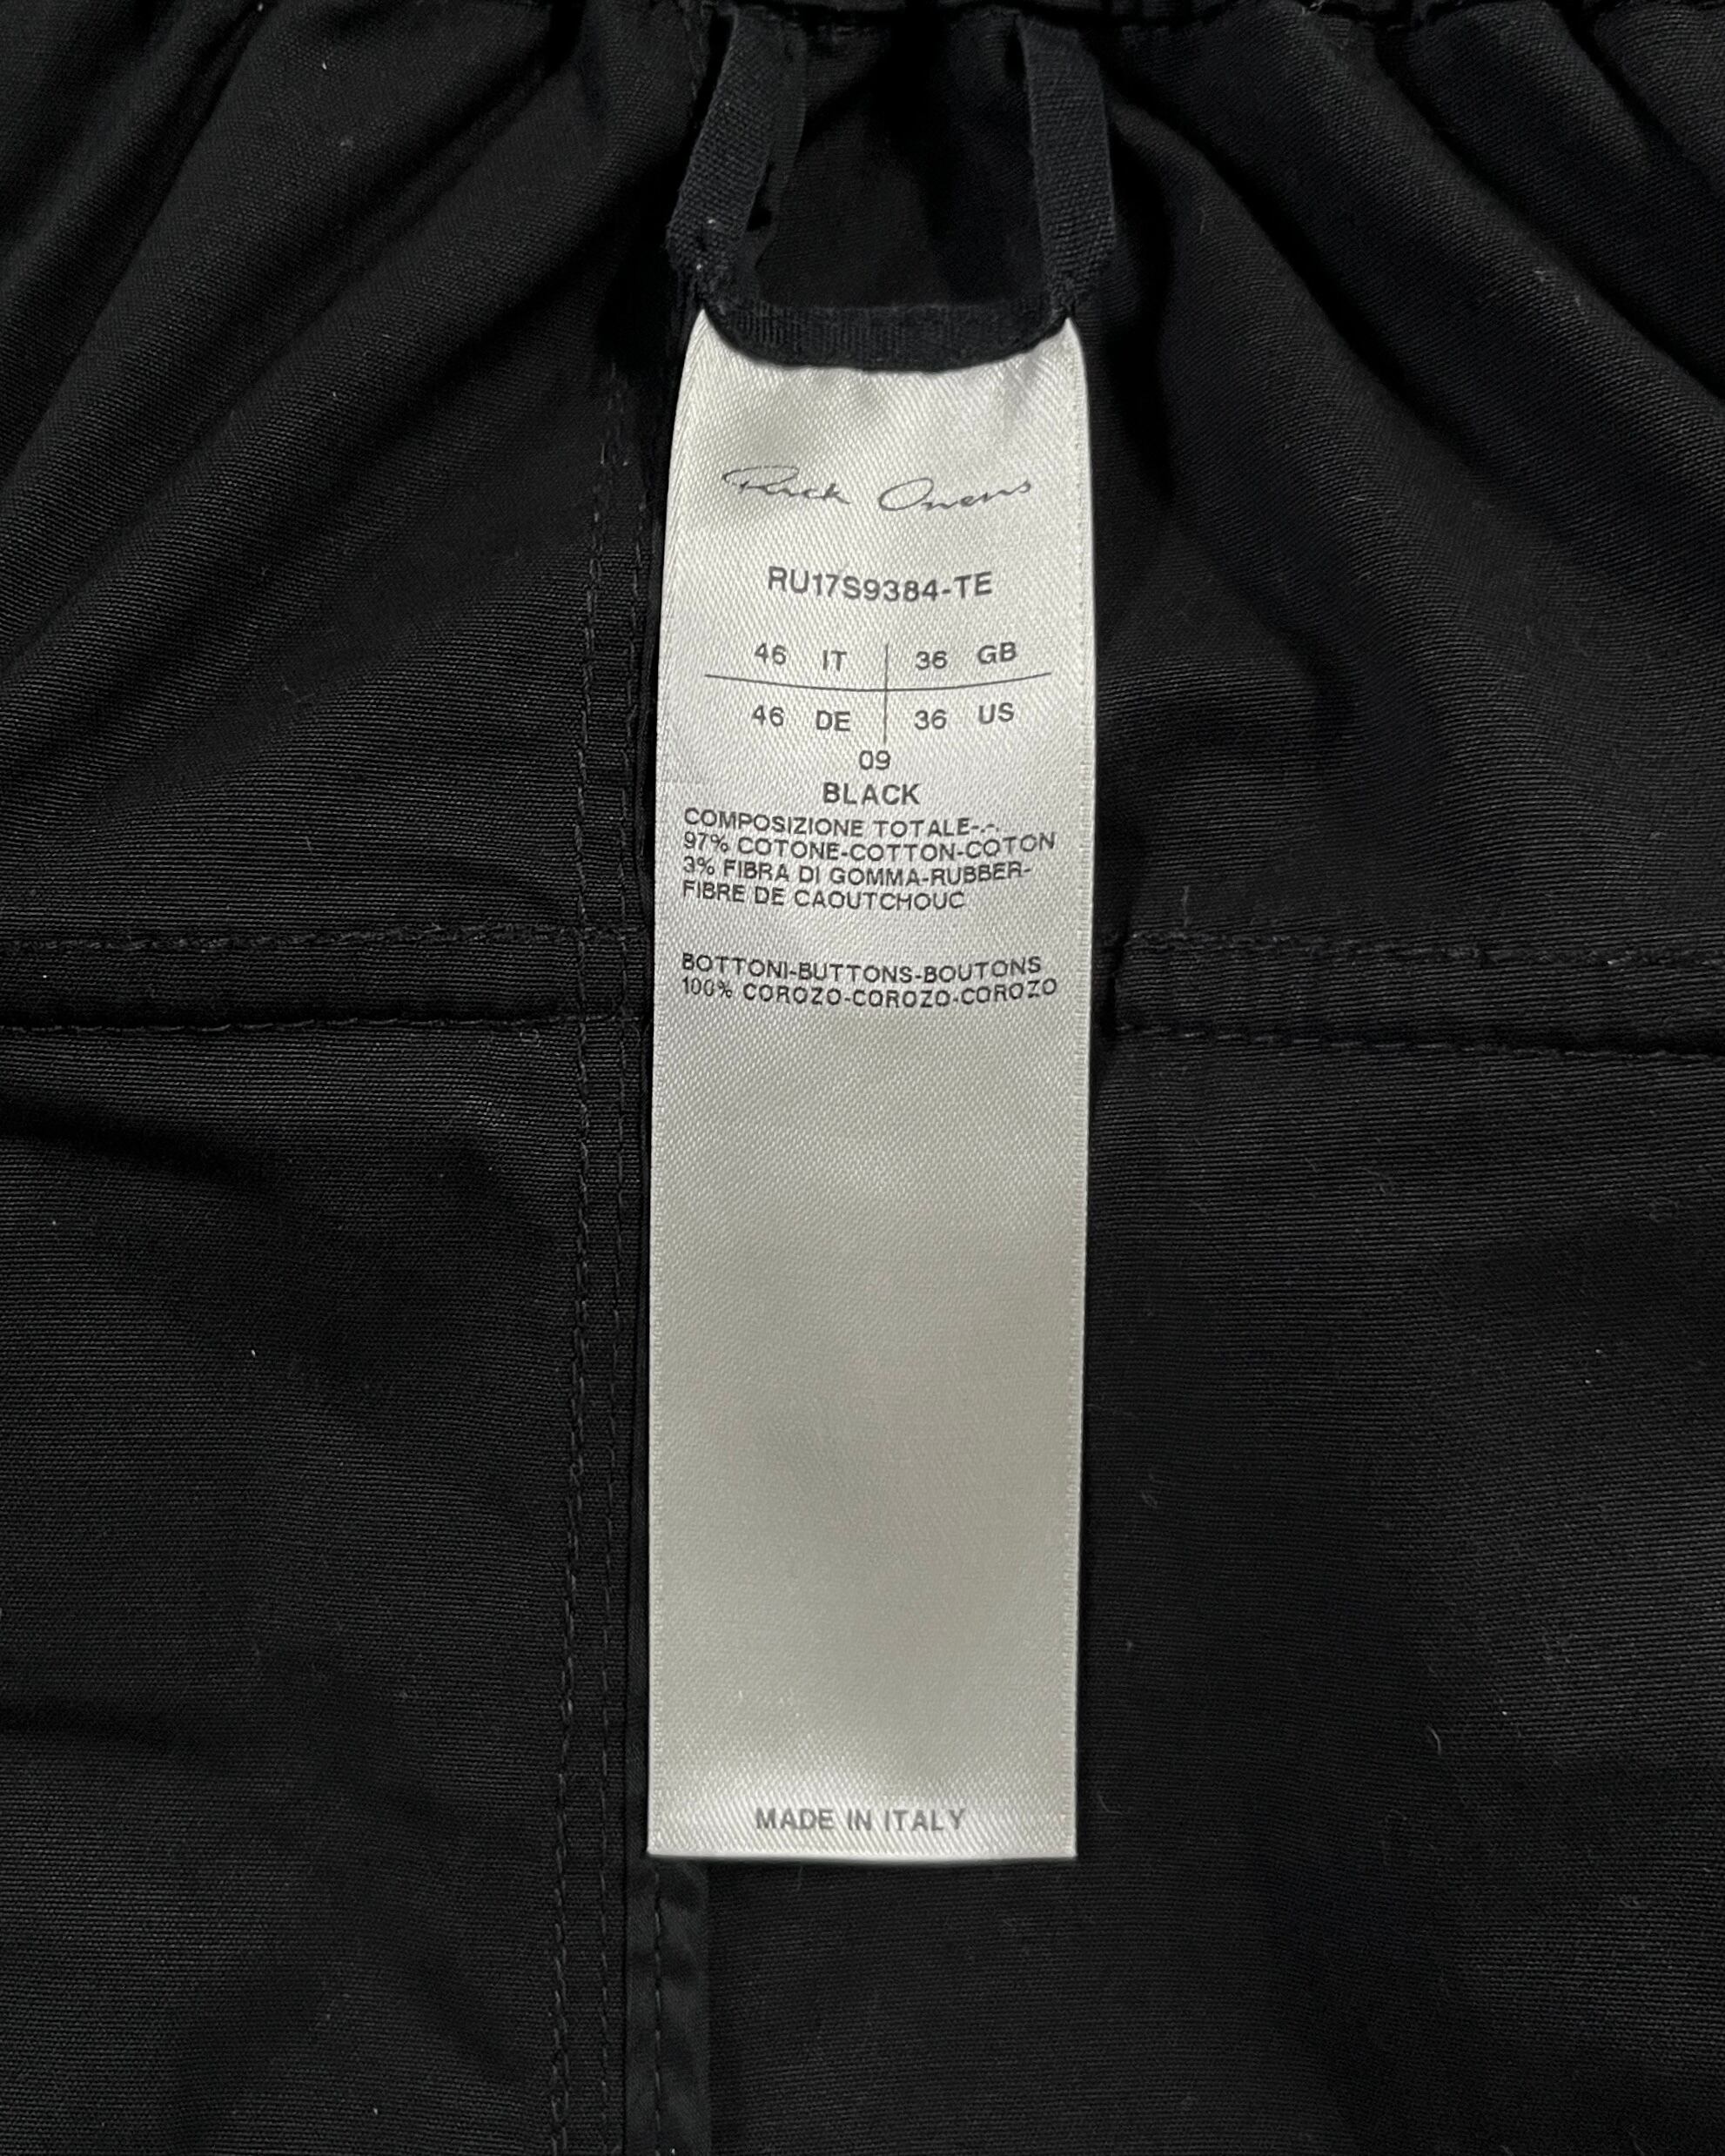 Rick Owens
RU17S9384-TE
46 IT 36 GB
46 DE 36 US
09
BLACK
COMPOSIZIONE TOTALE-.-.
97% COTONE-COTTON-COTON
3% FIBRA DI GOMMA-RUBBER-
FIBRE DE CAOUTCHOUC
BOTTONI-BUTTONS-BOUTONS
100% COROZO-COROZO-COROZO
MADE IN ITALY